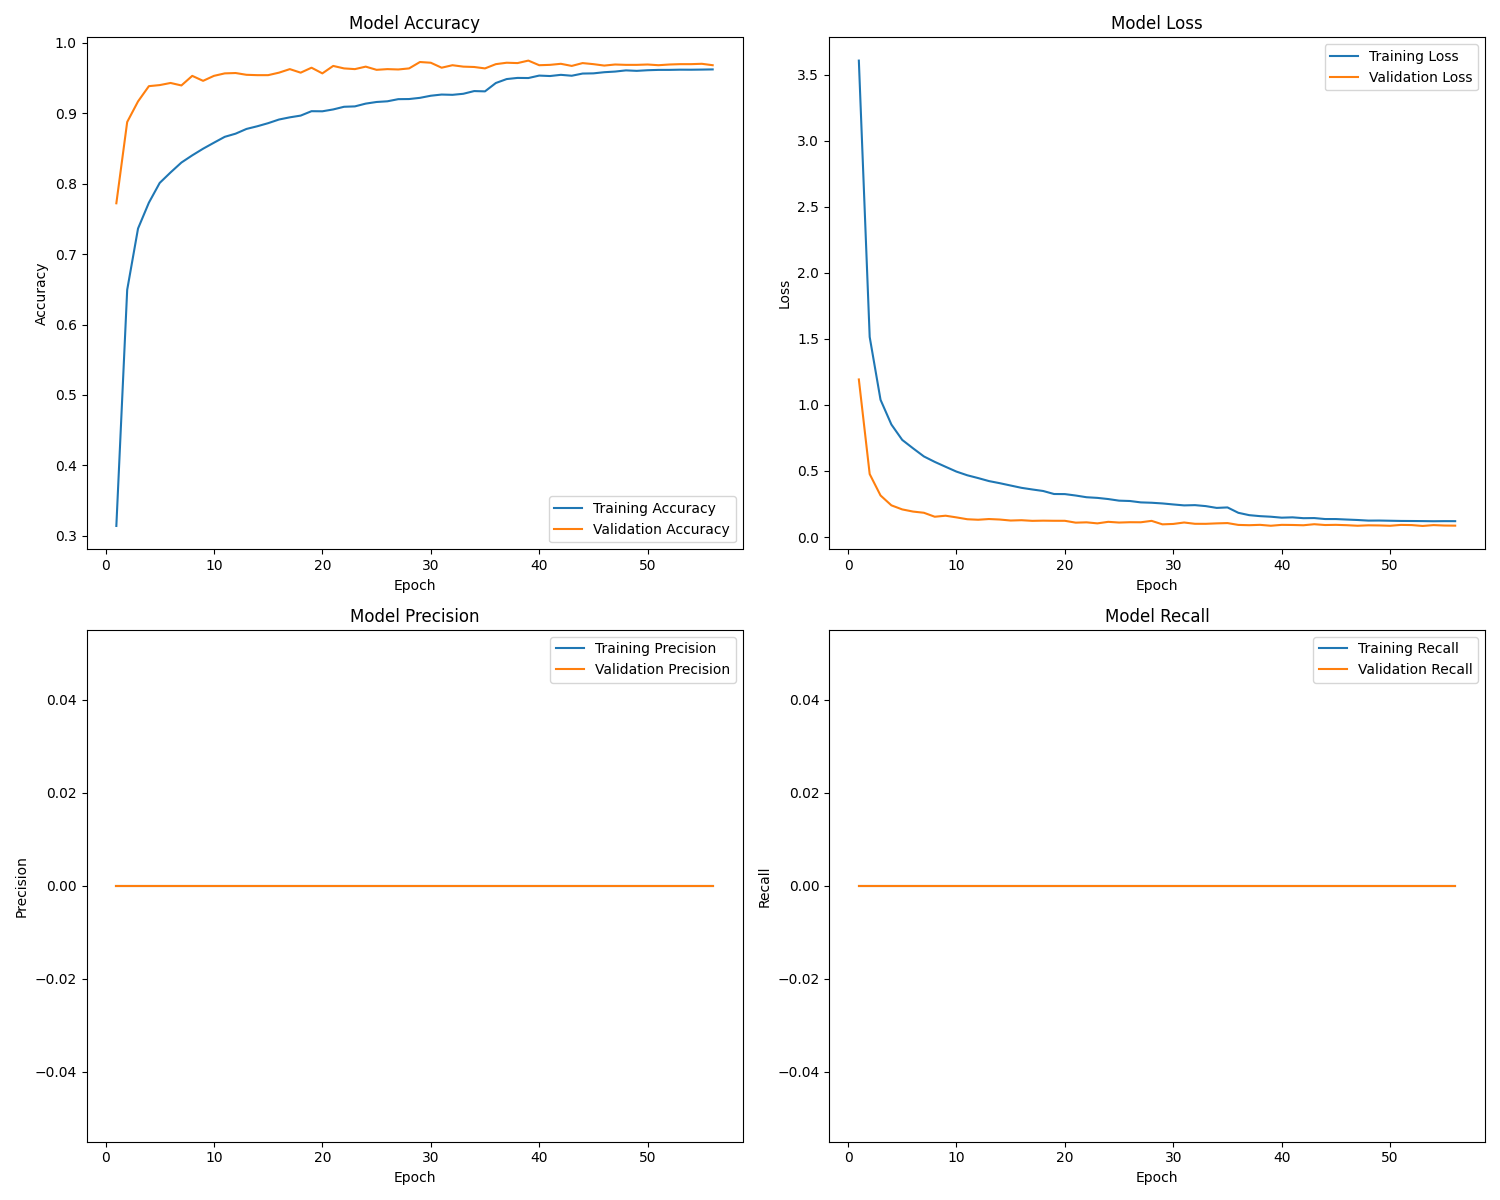 Model Accuracy
1.0
0.9
0.8
0.7
0.6
0.5
0.4
0.3
Accuracy
Training Accuracy
Validation Accuracy
0 10 20 30 40 50
Epoch
Model Loss
3.5
3.0
2.5
2.0
1.5
1.0
0.5
0.0
Loss
Training Loss
Validation Loss
0 10 20 30 40 50
Epoch
Model Precision
0.04
0.02
0.00
−0.02
−0.04
Precision
Training Precision
Validation Precision
0 10 20 30 40 50
Epoch
Model Recall
0.04
0.02
0.00
−0.02
−0.04
Recall
Training Recall
Validation Recall
0 10 20 30 40 50
Epoch